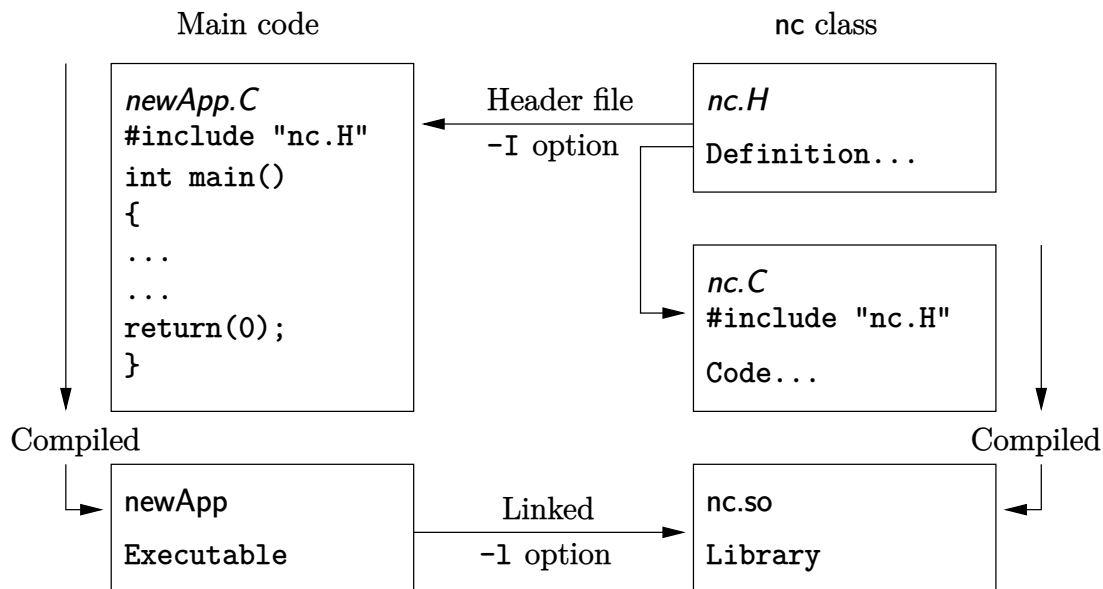 Main code
nc class
newApp.C
#include "nc.H"
int main()
{
...
...
return(0);
}
Header file
-I option
nc.H
Definition...
nc.C
#include "nc.H"
Code...
Compiled
Compiled
newApp
Executable
Linked
-l option
nc.so
Library